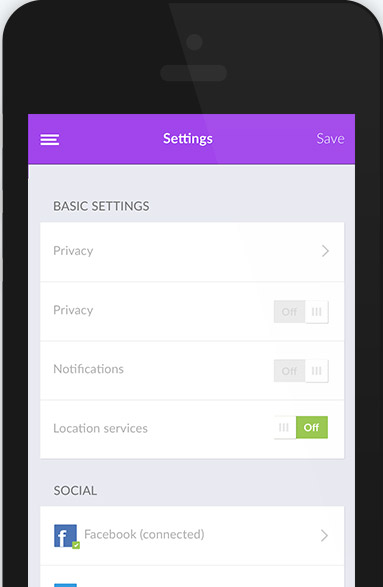 Settings
Save
BASIC SETTINGS
Privacy
Privacy
Off
Notifications
Off
Location services
Off
SOCIAL
f
Facebook (connected)